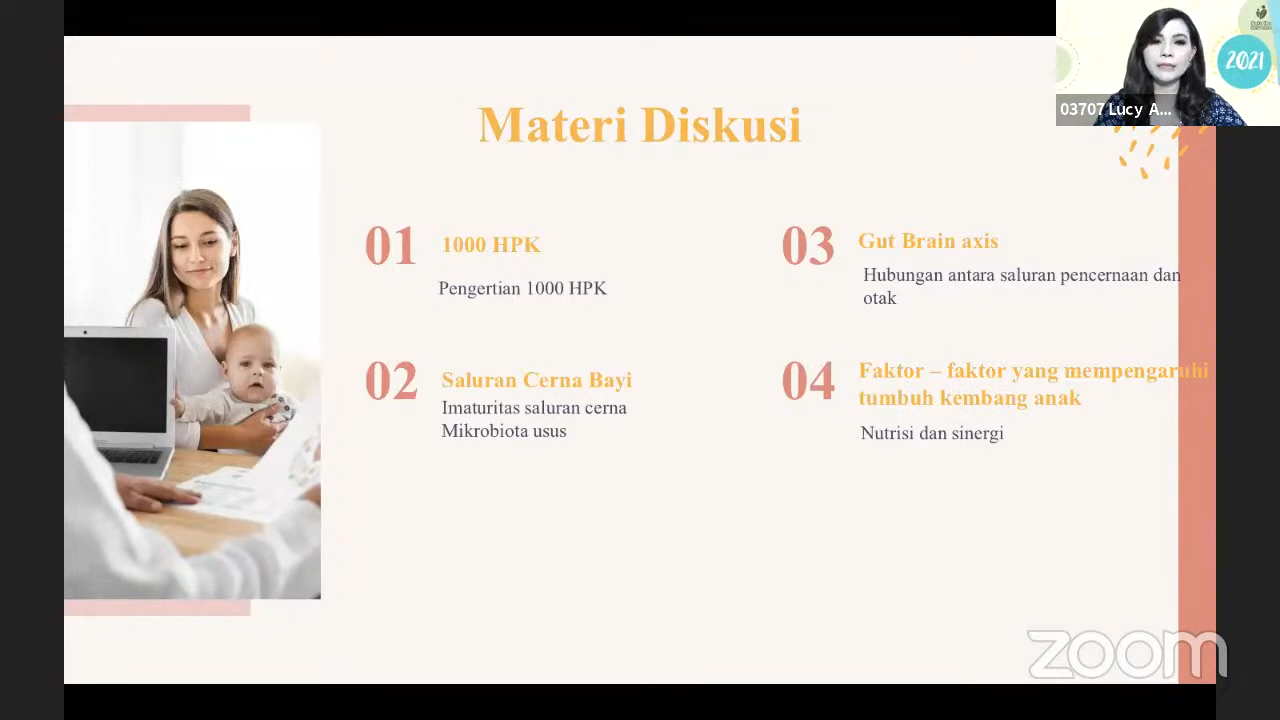 Materi Diskusi
01
1000 HPK
Pengertian 1000 HPK
02
Saluran Cerna Bayi
Imaturitas saluran cerna
Mikrobiota usus
03
Gut Brain axis
Hubungan antara saluran pencernaan dan
otak
04
Faktor – faktor yang mempengaruhi
tumbuh kembang anak
Nutrisi dan sinergi
2021
03707 Lucy A...
zoom